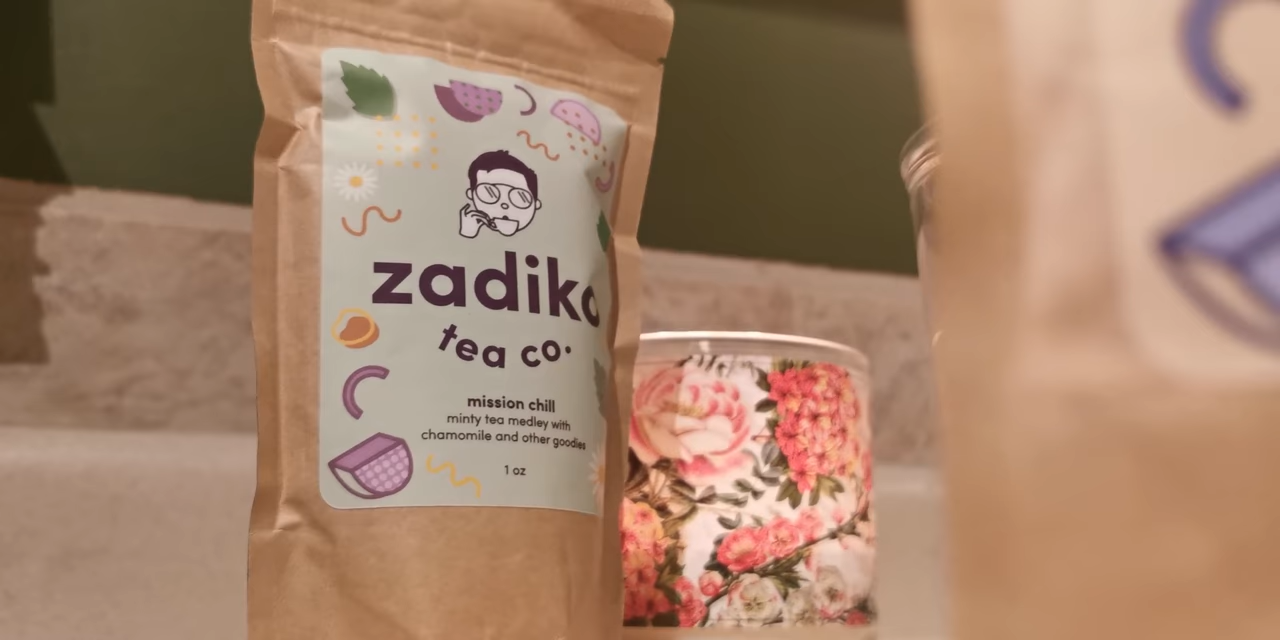 zadiko
tea co.
mission chill
minty tea medley with
chamomile and other goodies
1 oz